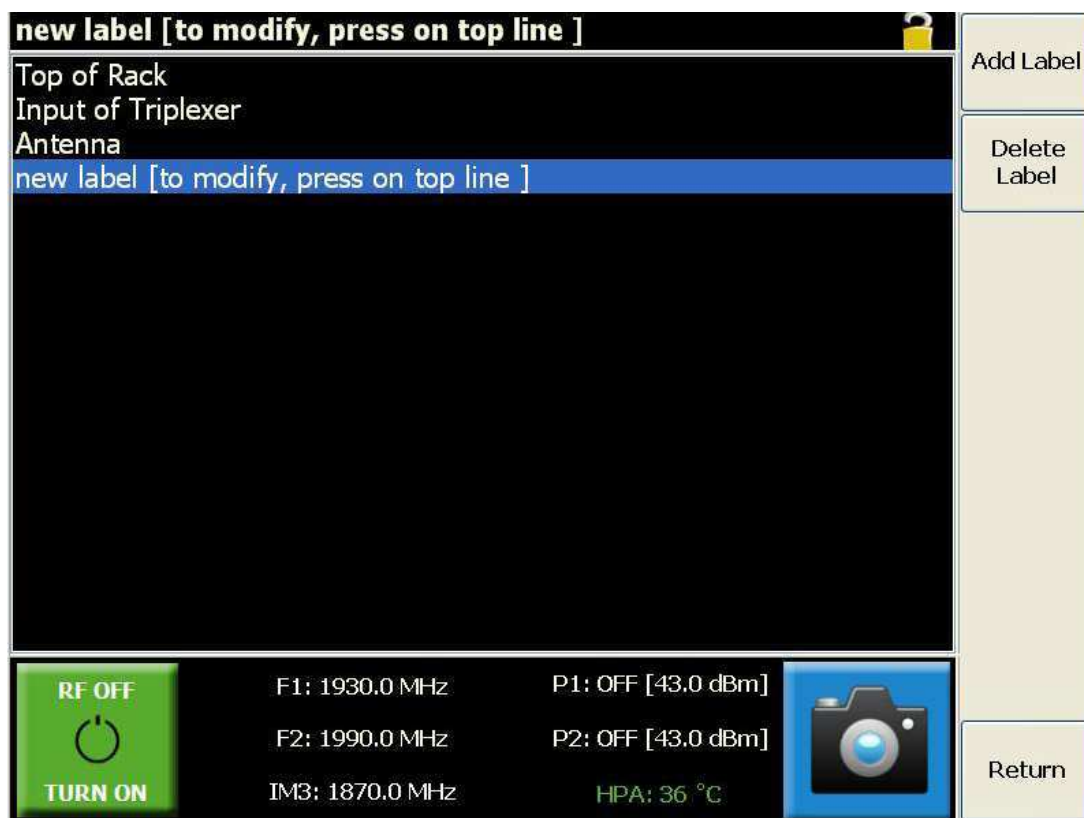 new label [to modify, press on top line ]
Top of Rack
Input of Triplexer
Antenna
new label [to modify, press on top line ]
Add Label
Delete
Label
RF OFF
TURN ON
F1: 1930.0 MHz
F2: 1990.0 MHz
IM3: 1870.0 MHz
P1: OFF [43.0 dBm]
P2: OFF [43.0 dBm]
HPA: 36 °C
Return